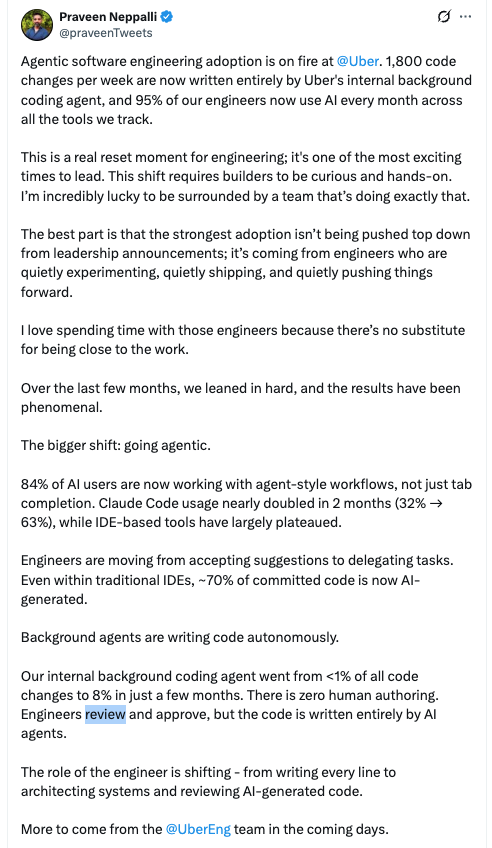 Praveen Neppalli
@praveenTweets
Agentic software engineering adoption is on fire at @Uber. 1,800 code
changes per week are now written entirely by Uber's internal background
coding agent, and 95% of our engineers now use AI every month across
all the tools we track.
This is a real reset moment for engineering; it's one of the most exciting
times to lead. This shift requires builders to be curious and hands-on.
I'm incredibly lucky to be surrounded by a team that's doing exactly that.
The best part is that the strongest adoption isn't being pushed top down
from leadership announcements; it's coming from engineers who are
quietly experimenting, quietly shipping, and quietly pushing things
forward.
I love spending time with those engineers because there's no substitute
for being close to the work.
Over the last few months, we leaned in hard, and the results have been
phenomenal.
The bigger shift: going agentic.
84% of AI users are now working with agent-style workflows, not just tab
completion. Claude Code usage nearly doubled in 2 months (32% →
63%), while IDE-based tools have largely plateaued.
Engineers are moving from accepting suggestions to delegating tasks.
Even within traditional IDEs, ~70% of committed code is now AI-
generated.
Background agents are writing code autonomously.
Our internal background coding agent went from <1% of all code
changes to 8% in just a few months. There is zero human authoring.
Engineers review and approve, but the code is written entirely by AI
agents.
The role of the engineer is shifting - from writing every line to
architecting systems and reviewing AI-generated code.
More to come from the @UberEng team in the coming days.